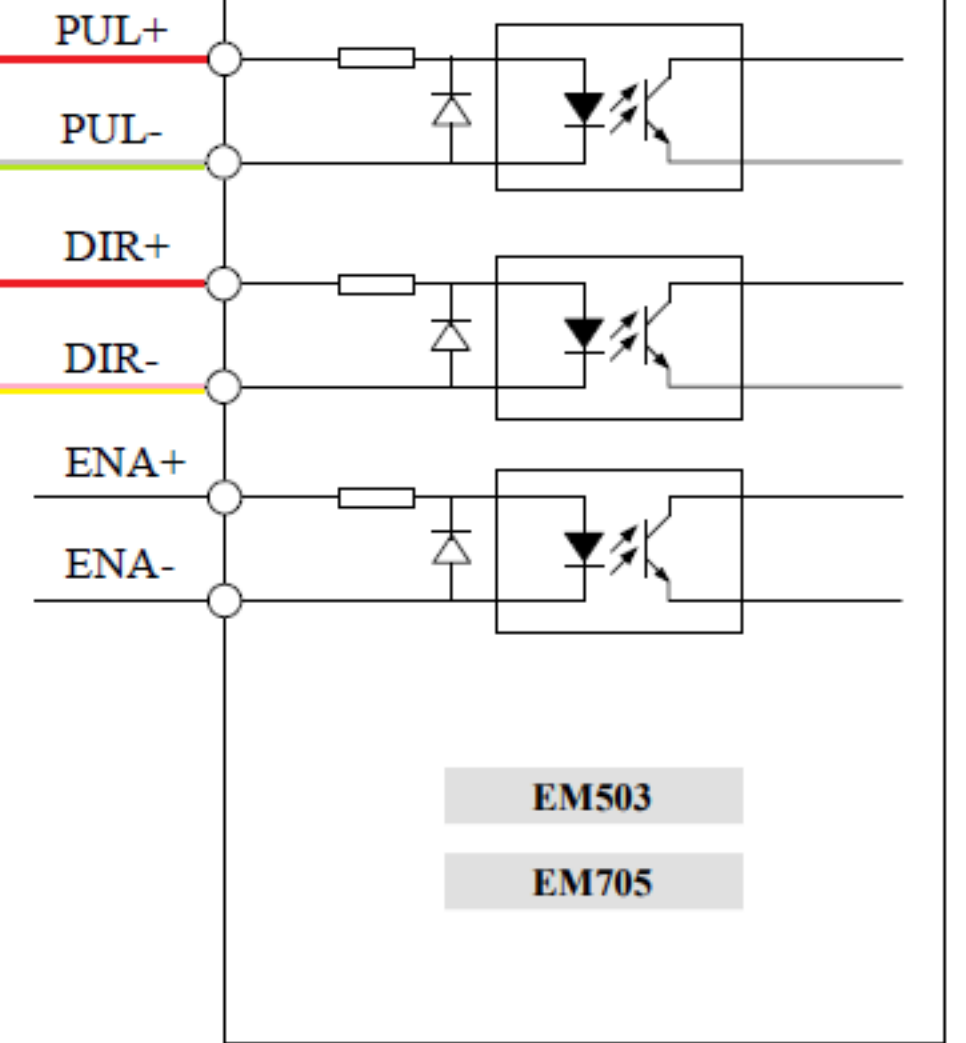 PUL+
PUL-
DIR+
DIR-
ENA+
ENA-
EM503
EM705